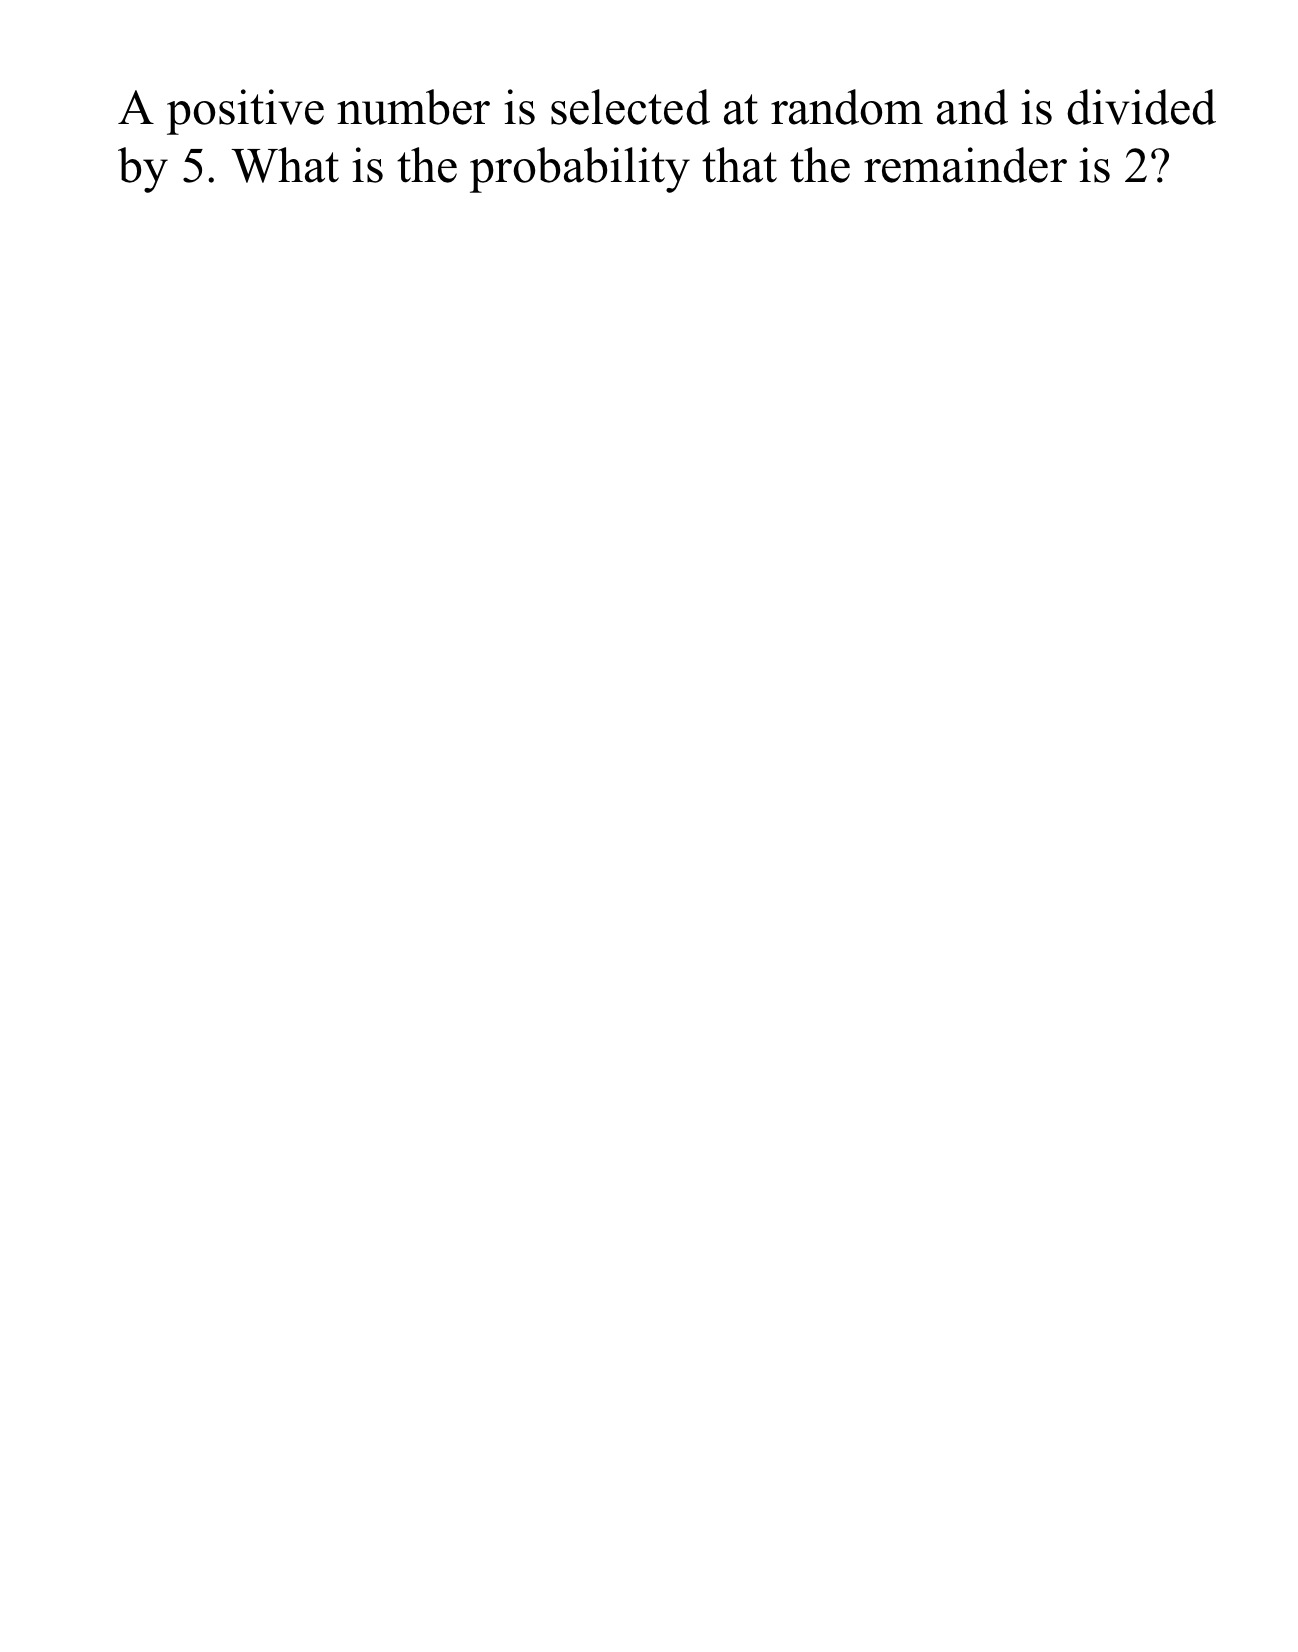 A positive number is selected at random and is divided
by 5. What is the probability that the remainder is 2?